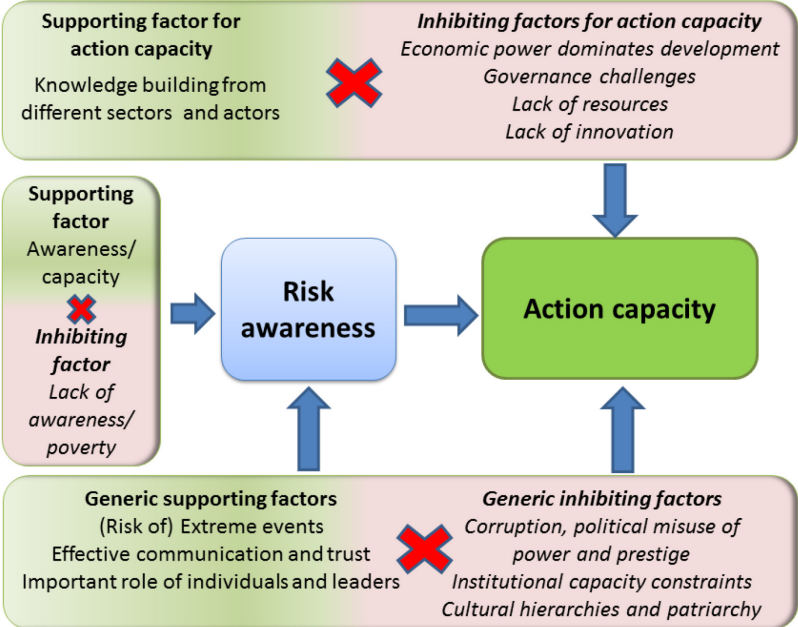 Supporting factor for
action capacity
Knowledge building from
different sectors and actors
Inhibiting factors for action capacity
Economic power dominates development
Governance challenges
Lack of resources
Lack of innovation
Supporting
factor
Awareness/
capacity
Inhibiting
factor
Lack of
awareness/
poverty
Risk
awareness
Action capacity
Generic supporting factors
(Risk of) Extreme events
Effective communication and trust
Important role of individuals and leaders
Generic inhibiting factors
Corruption, political misuse of
power and prestige
Institutional capacity constraints
Cultural hierarchies and patriarchy